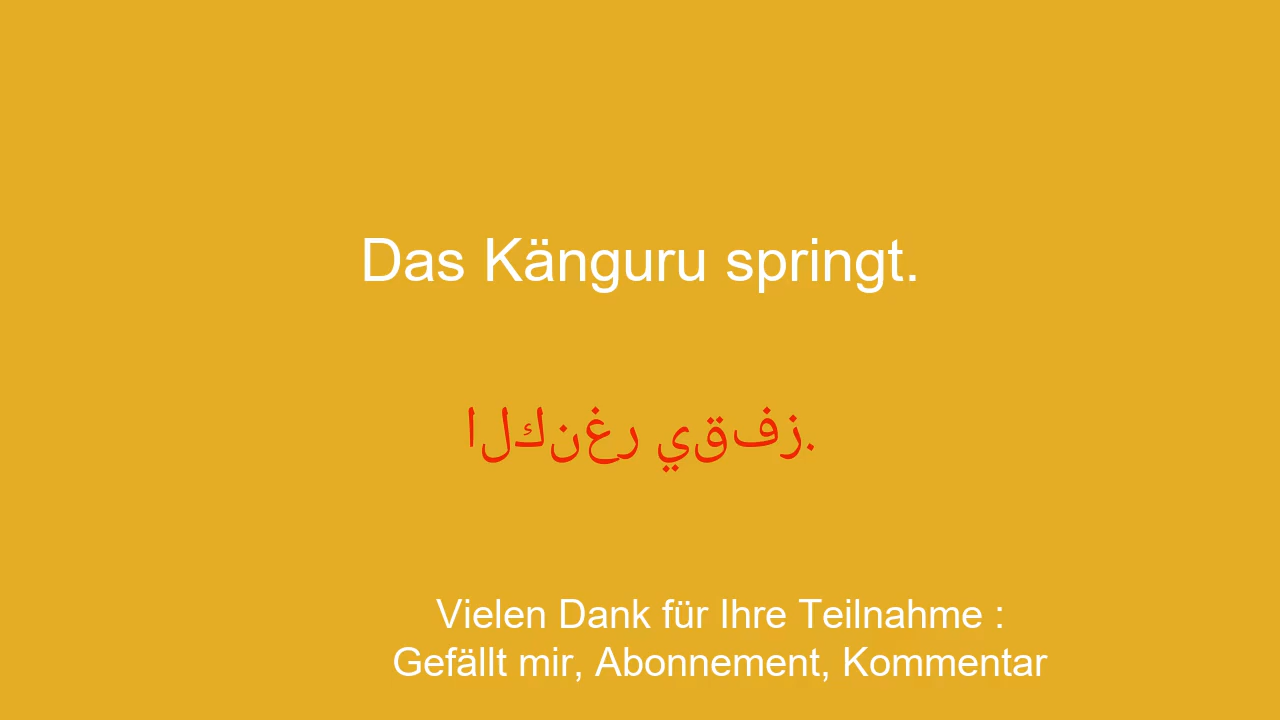 Das Känguru springt.
الكنغر يقفز.
Vielen Dank für Ihre Teilnahme :
Gefällt mir, Abonnement, Kommentar